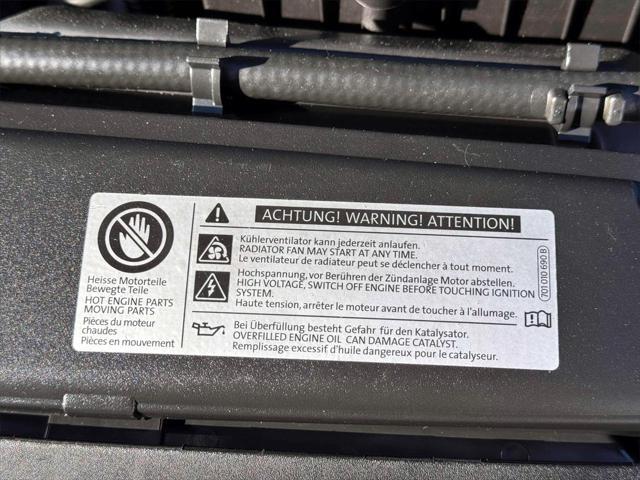 ACHTUNG! WARNING! ATTENTION!
Kühlerventilator kann jederzeit anlaufen.
RADIATOR FAN MAY START AT ANY TIME.
Le ventilateur de radiateur peut se déclencher à tout moment.
Hochspannung, vor Berühren der Zündanlage Motor abstellen.
HIGH VOLTAGE, SWITCH OFF ENGINE BEFORE TOUCHING IGNITION
SYSTEM.
Haute tension, arrêter le moteur avant de toucher à l'allumage.
Bei Überfüllung besteht Gefahr für den Katalysator.
OVERFILLED ENGINE OIL CAN DAMAGE CATALYST.
Remplissage excessif d'huile dangereux pour le catalyseur.
Heisse Motorteile
Bewegte Teile
HOT ENGINE PARTS
MOVING PARTS
Pièces du moteur
chaudes
Pièces en mouvement
7O1 010 690 B